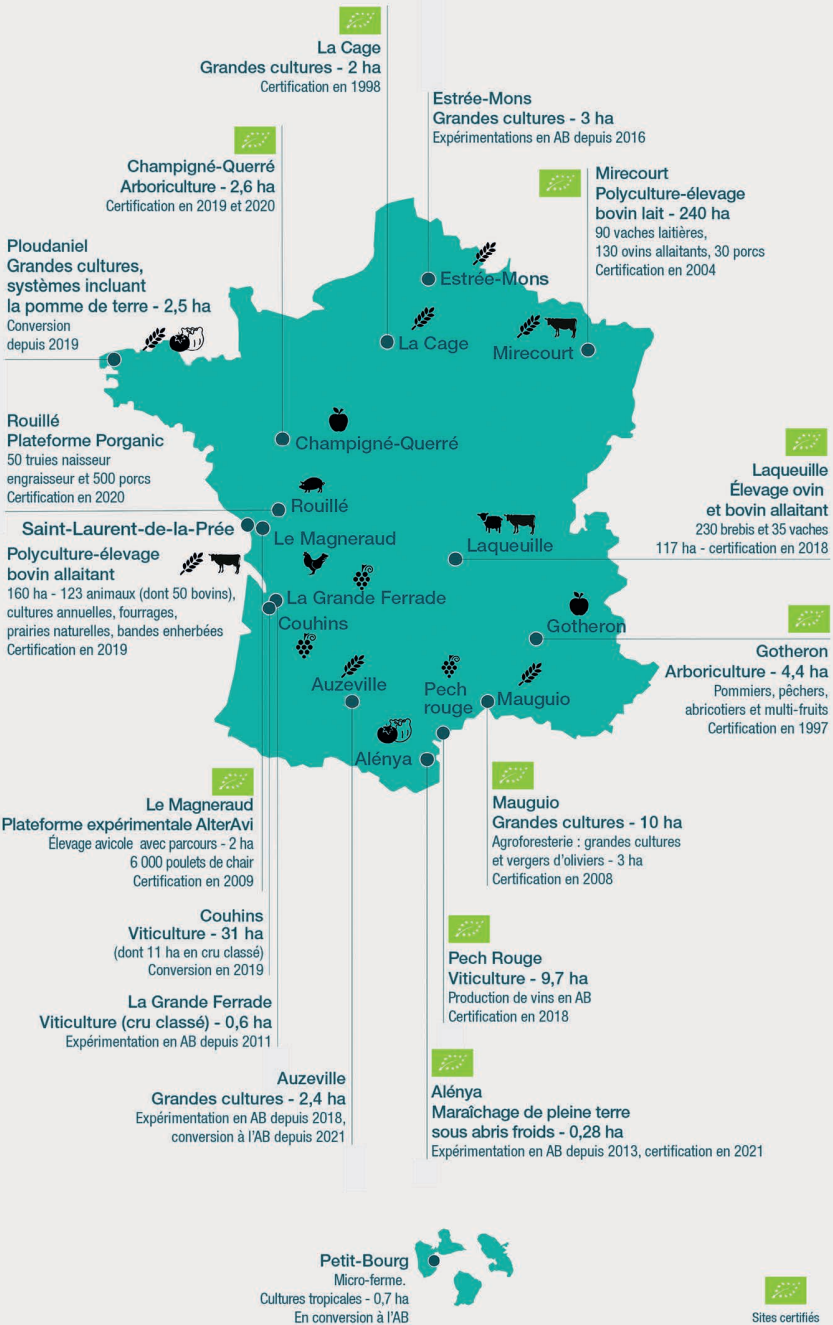 La Cage
Grandes cultures - 2 ha
Certification en 1998
Estrée-Mons
Grandes cultures - 3 ha
Expérimentations en AB depuis 2016
Champigné-Querré
Arboriculture - 2,6 ha
Certification en 2019 et 2020
Mirecourt
Polyculture-élevage
bovin lait - 240 ha
90 vaches laitières,
130 ovins allaitants, 30 porcs
Certification en 2004
Ploudaniel
Grandes cultures,
systèmes incluant
la pomme de terre - 2,5 ha
Conversion
depuis 2019
Estrée-Mons
La Cage
Mirecourt
Champigné-Querré
Rouillé
Plateforme Porganic
50 truies naisseur
engraisseur et 500 porcs
Certification en 2020
Rouillé
Laqueuille
Élevage ovin
et bovin allaitant
230 brebis et 35 vaches
117 ha - certification en 2018
Saint-Laurent-de-la-Prée
Le Magneraud
Laqueuille
Polyculture-élevage
bovin allaitant
160 ha - 123 animaux (dont 50 bovins),
cultures annuelles, fourrages,
prairies naturelles, bandes enherbées
Certification en 2019
La Grande Ferrade
Couhins
Gotheron
Gotheron
Arboriculture - 4,4 ha
Pommiers, pêchers,
abricotiers et multi-fruits
Certification en 1997
Auzeville
Pech
rouge
Mauguio
Alénya
Le Magneraud
Plateforme expérimentale AlterAvi
Élevage avicole avec parcours - 2 ha
6 000 poulets de chair
Certification en 2009
Mauguio
Grandes cultures - 10 ha
Agroforesterie : grandes cultures
et vergers d'oliviers - 3 ha
Certification en 2008
Couhins
Viticulture - 31 ha
(dont 11 ha en cru classé)
Conversion en 2019
Pech Rouge
Viticulture - 9,7 ha
Production de vins en AB
Certification en 2018
La Grande Ferrade
Viticulture (cru classé) - 0,6 ha
Expérimentation en AB depuis 2011
Auzeville
Grandes cultures - 2,4 ha
Expérimentation en AB depuis 2018,
conversion à l'AB depuis 2021
Alénya
Maraîchage de pleine terre
sous abris froids - 0,28 ha
Expérimentation en AB depuis 2013, certification en 2021
Petit-Bourg
Micro-ferme.
Cultures tropicales - 0,7 ha
En conversion à l'AB
Sites certifiés